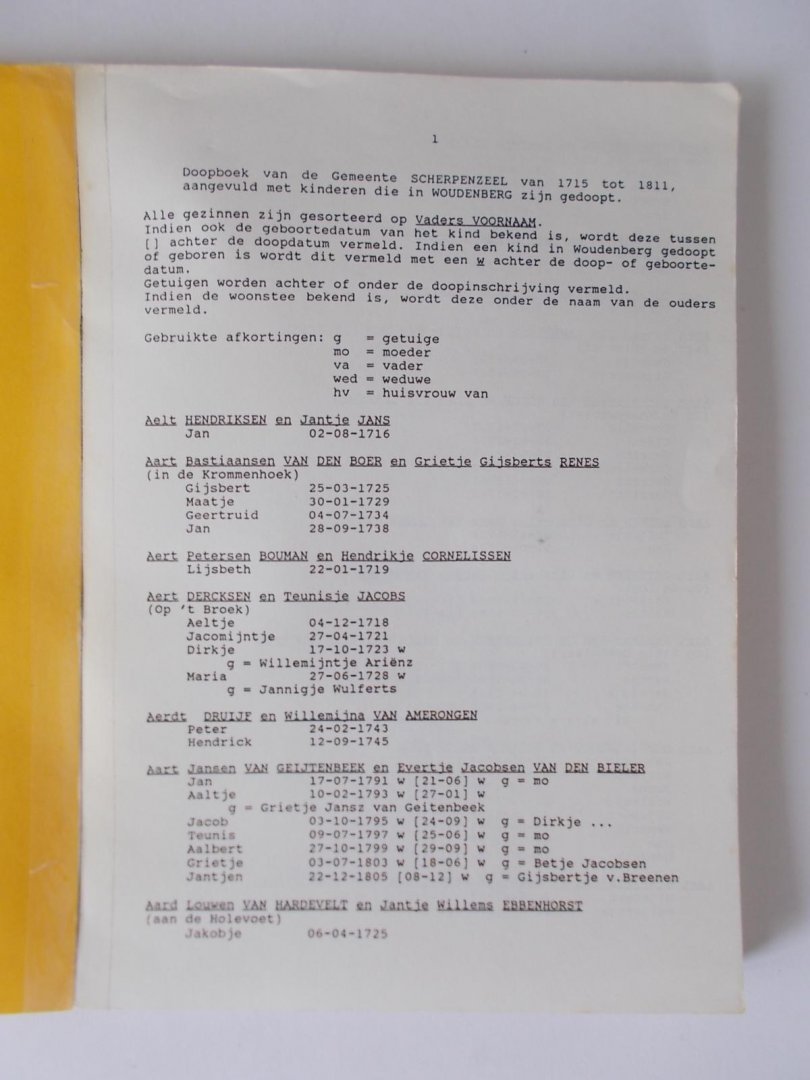 1
Doopboek van de Gemeente SCHERPENZEEL van 1715 tot 1811,
aangevuld met kinderen die in WOUDENBERG zijn gedoopt.
Alle gezinnen zijn gesorteerd op Vaders VOORNAAM.
Indien ook de geboortedatum van het kind bekend is, wordt deze tussen
[] achter de doopdatum vermeld. Indien een kind in Woudenberg gedoopt
of geboren is wordt dit vermeld met een w achter de doop- of geboorte-
datum.
Getuigen worden achter of onder de doopinschrijving vermeld.
Indien de woonstee bekend is, wordt deze onder de naam van de ouders
vermeld.
Gebruikte afkortingen: g = getuige
mo = moeder
va = vader
wed = weduwe
hv = huisvrouw van
Aelt HENDRIKSEN en Jantje JANS
Jan 02-08-1716
Aart Bastiaansen VAN DEN BOER en Grietje Gijsberts RENES
(in de Krommenhoek)
Gijsbert 25-03-1725
Maatje 30-01-1729
Geertruid 04-07-1734
Jan 28-09-1738
Aert Petersen BOUMAN en Hendrikje CORNELISSEN
Lijsbeth 22-01-1719
Aert DERCKSEN en Teunisje JACOBS
(Op 't Broek)
Aeltje 04-12-1718
Jacomijntje 27-04-1721
Dirkje 17-10-1723 w
g = Willemijntje Ariënz
Maria 27-06-1728 w
g = Jannigje Wulferts
Aerdt DRUIJF en Willemijna VAN AMERONGEN
Peter 24-02-1743
Hendrick 12-09-1745
Aart Jansen VAN GEIJTENBEEK en Evertje Jacobsen VAN DEN BIELER
Jan 17-07-1791 w [21-06] w g = mo
Aaltje 10-02-1793 w [27-01] w
g = Grietje Jansz van Geitenbeek
Jacob 03-10-1795 w [24-09] w g = Dirkje ...
Teunis 09-07-1797 w [25-06] w g = mo
Aalbert 27-10-1799 w [29-09] w g = mo
Grietje 03-07-1803 w [18-06] w g = Betje Jacobsen
Jantjen 22-12-1805 [08-12] w g = Gijsbertje v.Breenen
Aard Louwen VAN HARDEVELT en Jantje Willems EBBENHORST
(aan de Holevoet)
Jakobje 06-04-1725